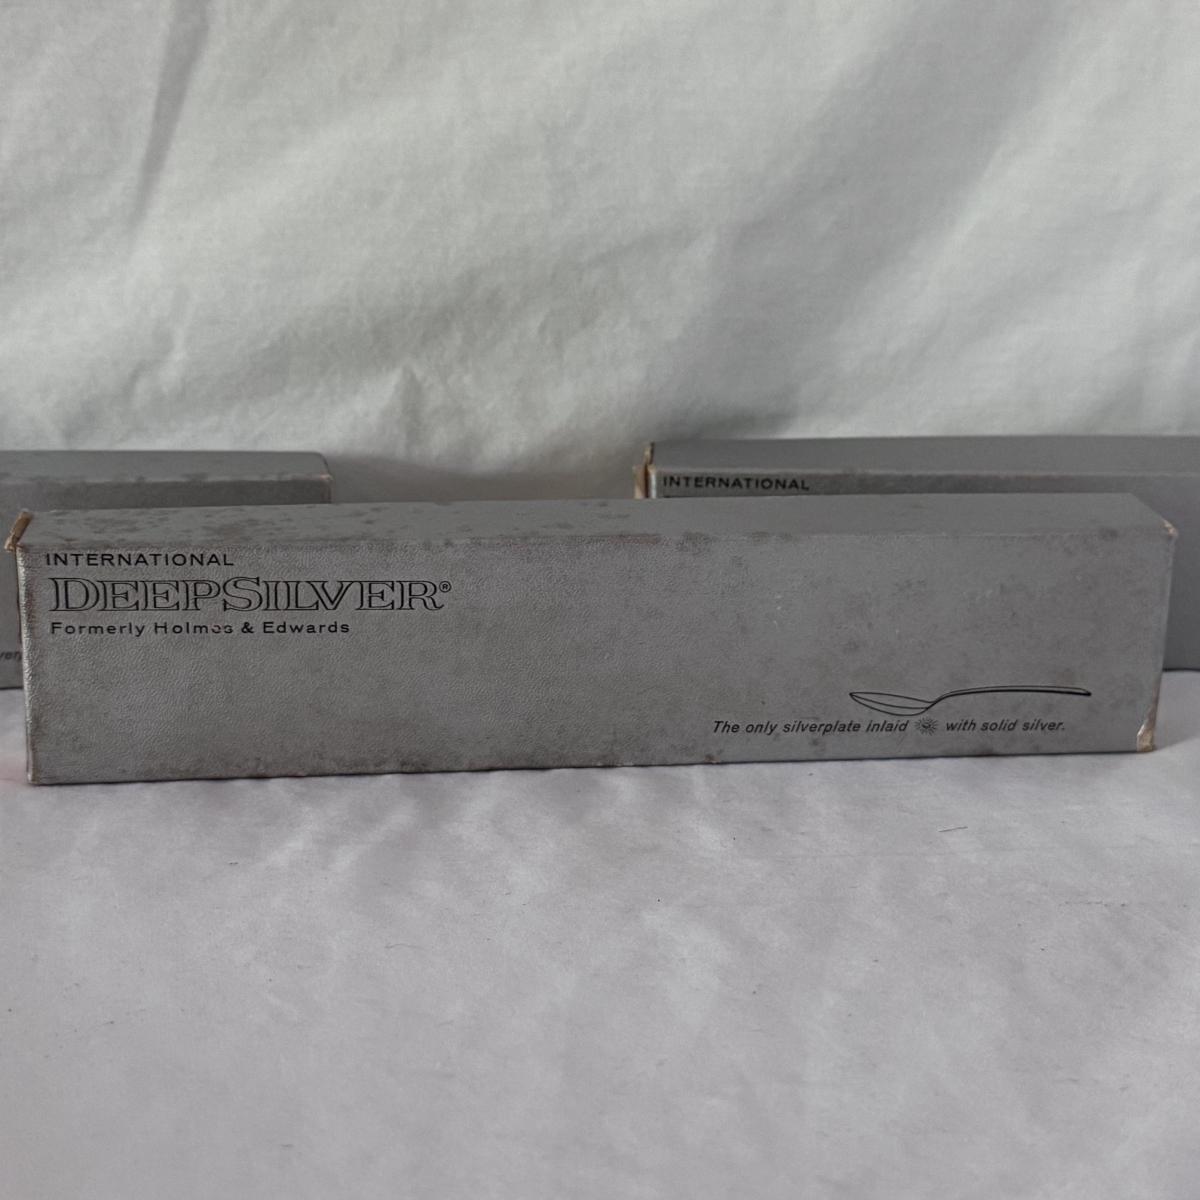 INTERNATIONAL
INTERNATIONAL
DEEPSILVER®
Formerly Holmes & Edwards
The only silverplate inlaid with solid silver.